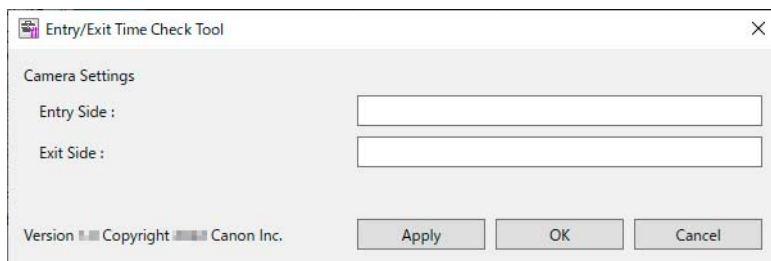 Entry/Exit Time Check Tool
Camera Settings
Entry Side :
Exit Side :
Version Copyright Canon Inc.
Apply
OK
Cancel